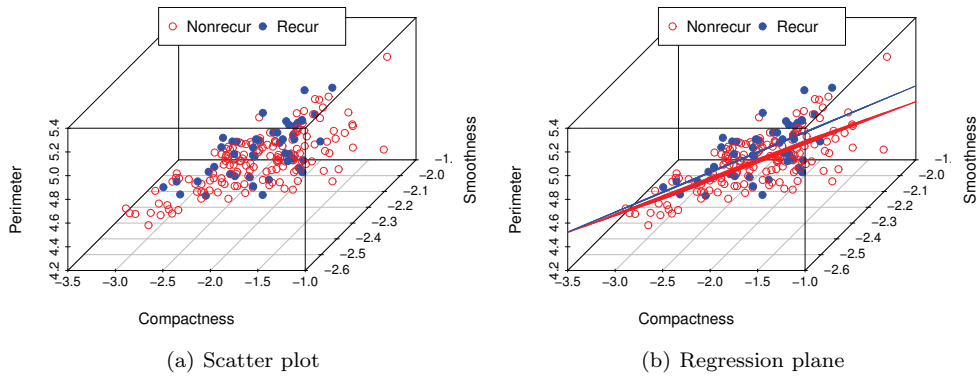 Nonrecur Recur
Perimeter
4.2 4.4 4.6 4.8 5.0 5.2 5.4
−3.5 −3.0 −2.5 −2.0 −1.5 −1.0
Compactness
−2.6
−2.5
−2.4
−2.3
−2.1
−2.0
−1.
Smoothness
(a) Scatter plot
Nonrecur Recur
Perimeter
4.2 4.4 4.6 4.8 5.0 5.2 5.4
−3.5 −3.0 −2.5 −2.0 −1.5 −1.0
Compactness
−2.6
−2.5
−2.4
−2.3
−2.1
−2.0
−1.
Smoothness
(b) Regression plane